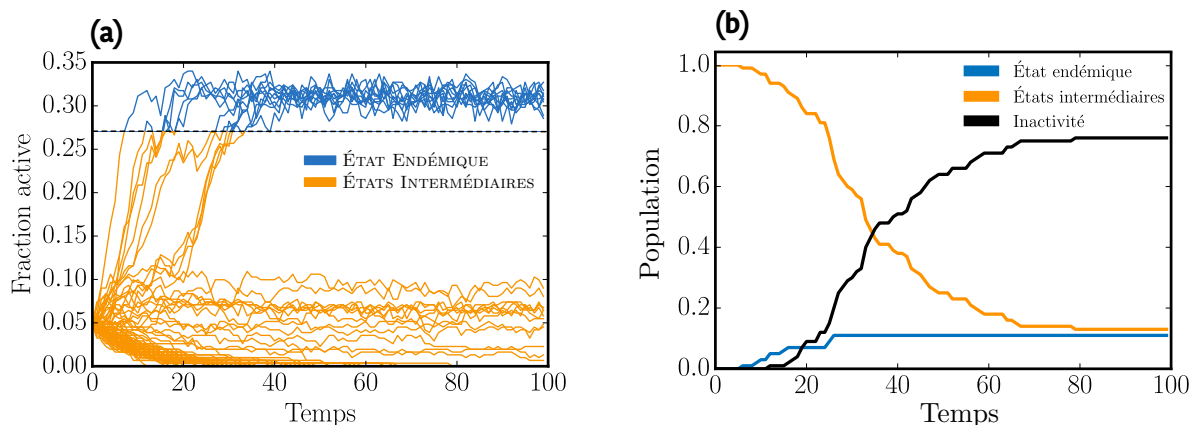 (a)
Fraction active
0.35
0.30
0.25
0.20
0.15
0.10
0.05
0.00
État Endémique
États Intermédiaires
0 20 40 60 80 100
Temps
(b)
Population
1.0
0.8
0.6
0.4
0.2
0.0
État endémique
États intermédiaires
Inactivité
0 20 40 60 80 100
Temps